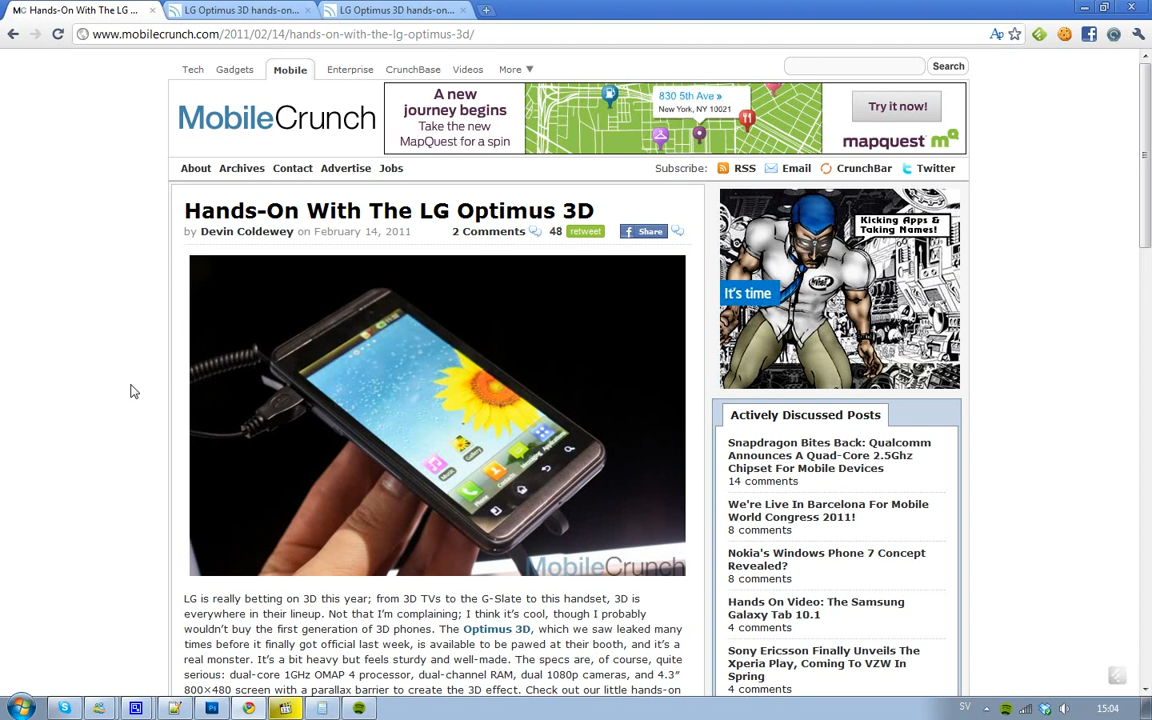 MC Hands-On With The LG ...
LG Optimus 3D hands-on...
LG Optimus 3D hands-on...
www.mobilecrunch.com/2011/02/14/hands-on-with-the-lg-optimus-3d/
Tech Gadgets Mobile Enterprise CrunchBase Videos More Search
MobileCrunch
A new
journey begins
Take the new
MapQuest for a spin
830 5th Ave »
New York, NY 10021
Try it now!
mapquest
About Archives Contact Advertise Jobs
Subscribe: RSS Email CrunchBar Twitter
Hands-On With The LG Optimus 3D
by Devin Coldewey on February 14, 2011 2 Comments 48 retweet Share
MobileCrunch
LG is really betting on 3D this year; from 3D TVs to the G-Slate to this handset, 3D is
everywhere in their lineup. Not that I'm complaining; I think it's cool, though I probably
wouldn't buy the first generation of 3D phones. The Optimus 3D, which we saw leaked many
times before it finally got official last week, is available to be pawed at their booth, and it's a
real monster. It's a bit heavy but feels sturdy and well-made. The specs are, of course, quite
serious: dual-core 1GHz OMAP 4 processor, dual-channel RAM, dual 1080p cameras, and 4.3″
800×480 screen with a parallax barrier to create the 3D effect. Check out our little hands-on
Kicking Apps &
Taking Names!
It's time
intel
Actively Discussed Posts
Snapdragon Bites Back: Qualcomm
Announces A Quad-Core 2.5Ghz
Chipset For Mobile Devices
14 comments
We're Live In Barcelona For Mobile
World Congress 2011!
8 comments
Nokia's Windows Phone 7 Concept
Revealed?
8 comments
Hands On Video: The Samsung
Galaxy Tab 10.1
4 comments
Sony Ericsson Finally Unveils The
Xperia Play, Coming To VZW In
Spring
4 comments
SV 15:04